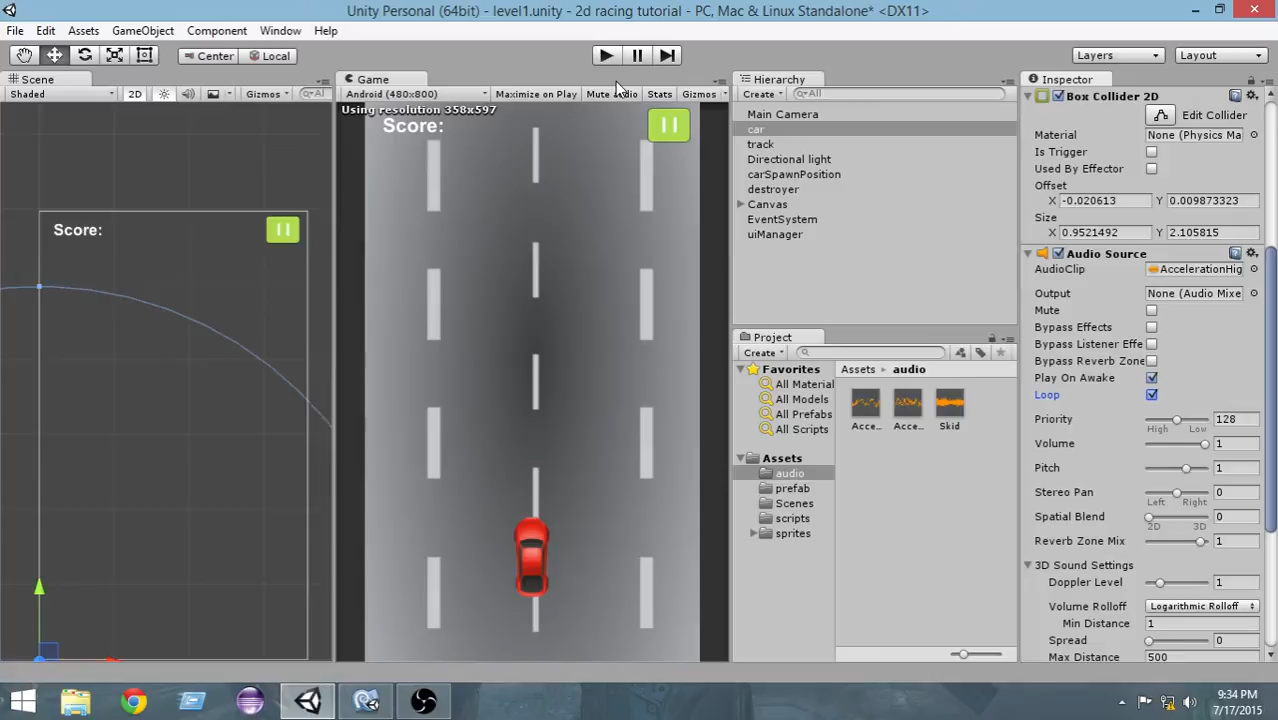 Unity Personal (64bit) - level1.unity - 2d racing tutorial - PC, Mac & Linux Standalone* <DX11>
File Edit Assets GameObject Component Window Help
Center Local Layers Layout
Scene
Shaded 2D Gizmos All
Score:
Game
Android (480x800) Maximize on Play Mute audio Stats Gizmos
Using resolution 358x597
Score:
Hierarchy
Create All
Main Camera
car
track
Directional light
carSpawnPosition
destroyer
Canvas
EventSystem
uiManager
Project
Create
Favorites
All Material
All Models
All Prefabs
All Scripts
Assets
audio
prefab
Scenes
scripts
sprites
Assets audio
Acce... Acce... Skid
Inspector
Box Collider 2D
Edit Collider
Material None (Physics Ma
Is Trigger
Used By Effector
Offset
X -0.020613 Y 0.009873323
Size
X 0.9521492 Y 2.105815
Audio Source
AudioClip AccelerationHig
Output None (Audio Mixe
Mute
Bypass Effects
Bypass Listener Effe
Bypass Reverb Zone
Play On Awake
Loop
Priority 128
High Low
Volume 1
Pitch 1
Stereo Pan 0
Left Right
Spatial Blend 0
2D 3D
Reverb Zone Mix 1
3D Sound Settings
Doppler Level 1
Volume Rolloff Logarithmic Rolloff
Min Distance 1
Spread 0
Max Distance 500
9:34 PM
7/17/2015